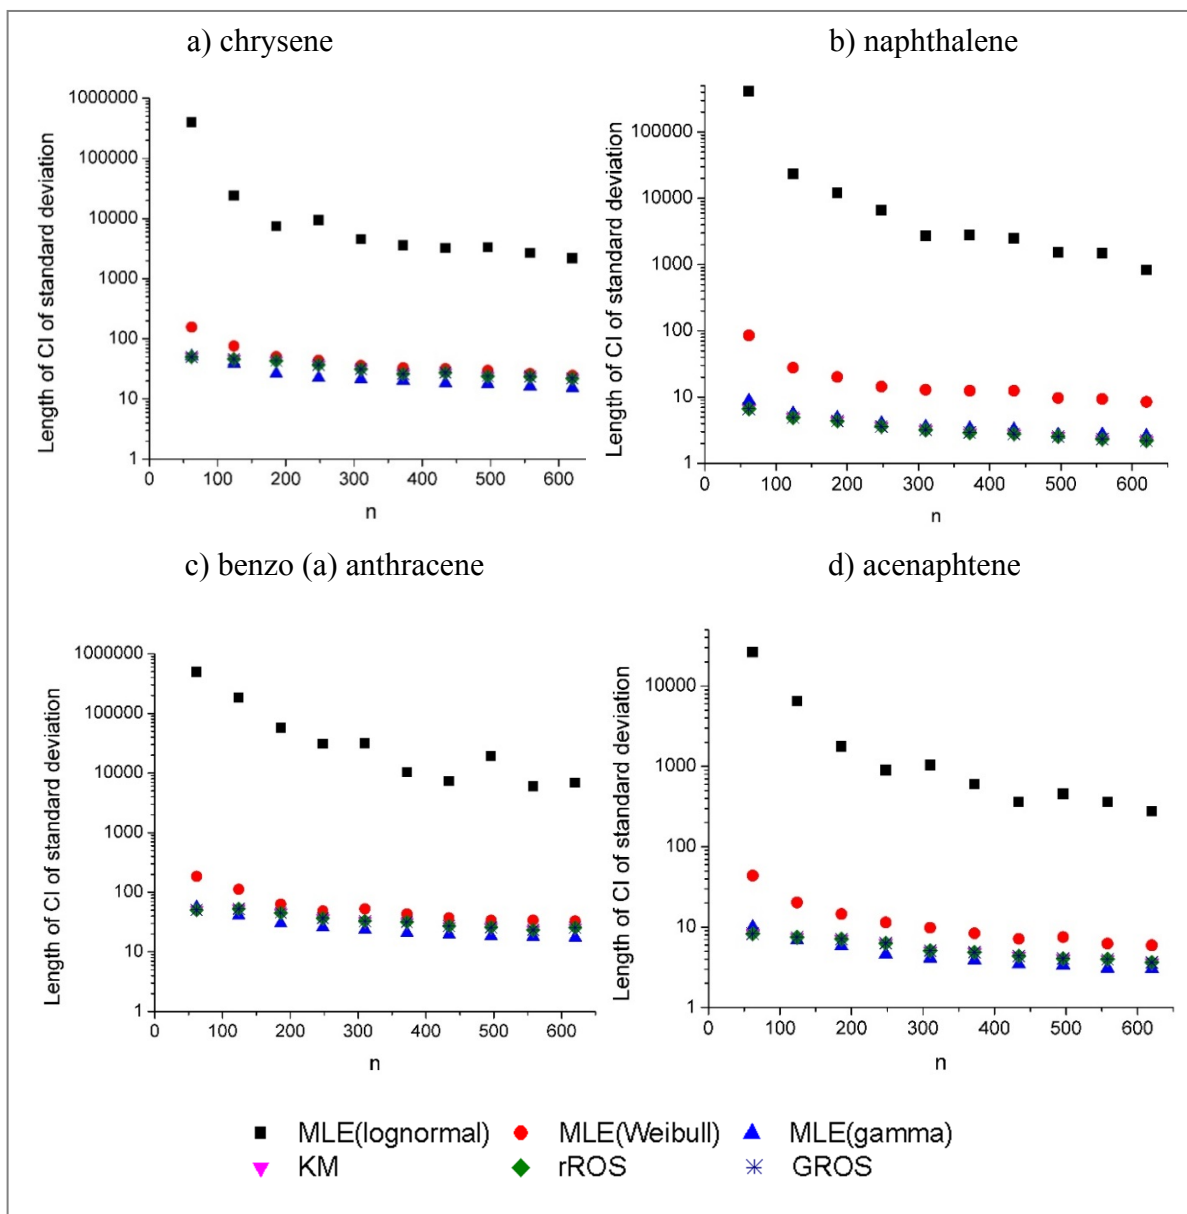 a) chrysene
Length of CI of standard deviation
1000000
100000
10000
1000
100
10
1
0 100 200 300 400 500 600
n
b) naphthalene
Length of CI of standard deviation
100000
10000
1000
100
10
1
0 100 200 300 400 500 600
n
c) benzo (a) anthracene
Length of CI of standard deviation
1000000
100000
10000
1000
100
10
1
0 100 200 300 400 500 600
n
d) acenaphtene
Length of CI of standard deviation
10000
1000
100
10
1
0 100 200 300 400 500 600
n
MLE(lognormal) MLE(Weibull) MLE(gamma)
KM rROS GROS